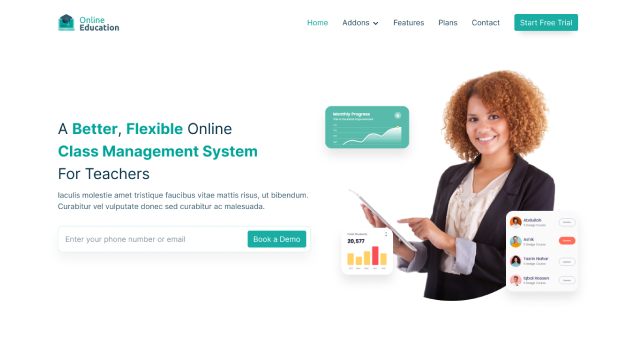 Online
Education
Home
Addons
Features
Plans
Contact
Start Free Trial
A Better, Flexible Online
Class Management System
For Teachers
Iaculis molestie amet tristique faucibus vitae mattis risus, ut bibendum.
Curabitur vel vulputate donec sed curabitur ac malesuada.
Enter your phone number or email
Book a Demo
Monthly Progress
20,577
Abdullah
Ashik
Tasnim Nahar
Iqbal Hossen